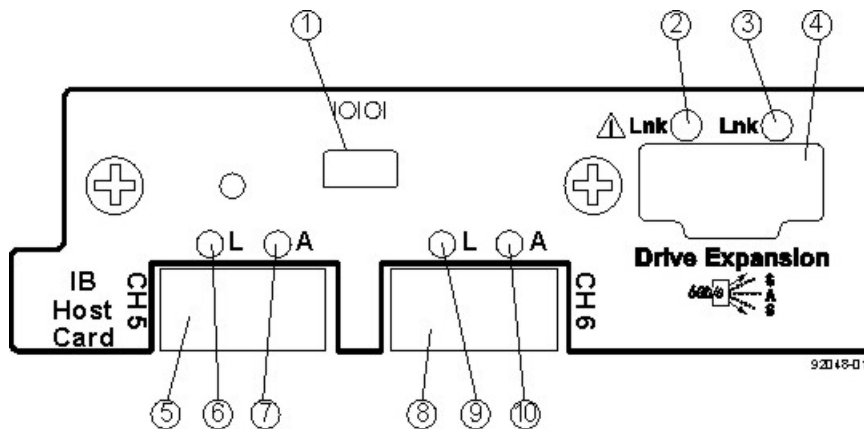 ① ② ③ ④
IOIOI
⚠ Lnk Lnk
L A L A
Drive Expansion
IB
Host
Card
CH5
CH6
6Gb/s
S
A
S
92048-01
⑤ ⑥ ⑦ ⑧ ⑨ ⑩